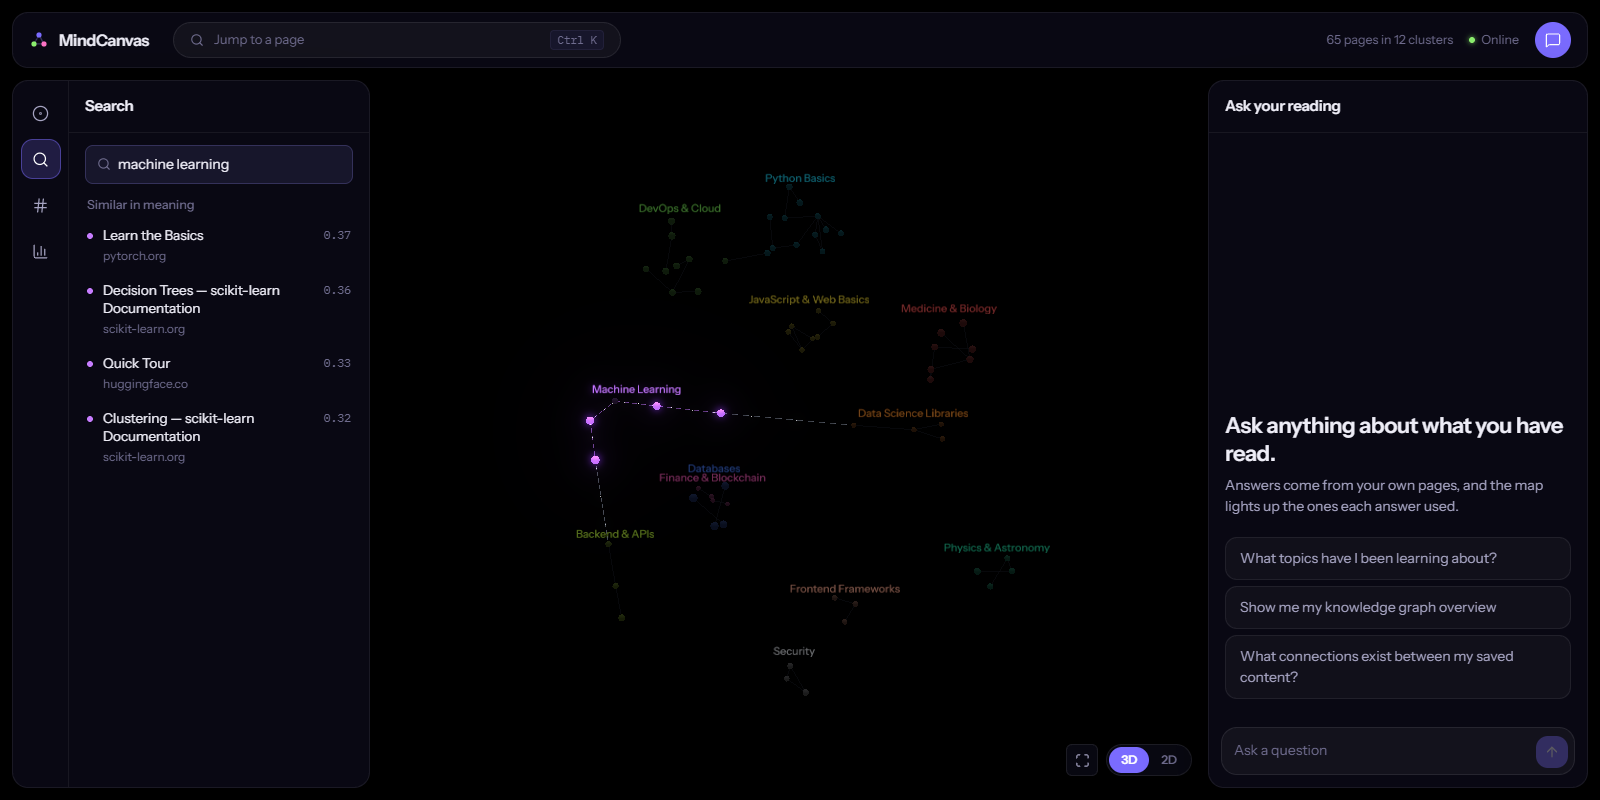 MindCanvas
Jump to a page
Ctrl K
65 pages in 12 clusters
Online
Search
machine learning
Similar in meaning
Learn the Basics
0.37
pytorch.org
Decision Trees — scikit-learn
Documentation
0.36
scikit-learn.org
Quick Tour
0.33
huggingface.co
Clustering — scikit-learn
Documentation
0.32
scikit-learn.org
Python Basics
DevOps & Cloud
JavaScript & Web Basics
Medicine & Biology
Machine Learning
Data Science Libraries
Databases
Finance & Blockchain
Backend & APIs
Physics & Astronomy
Frontend Frameworks
Security
3D
2D
Ask your reading
Ask anything about what you have
read.
Answers come from your own pages, and the map
lights up the ones each answer used.
What topics have I been learning about?
Show me my knowledge graph overview
What connections exist between my saved
content?
Ask a question